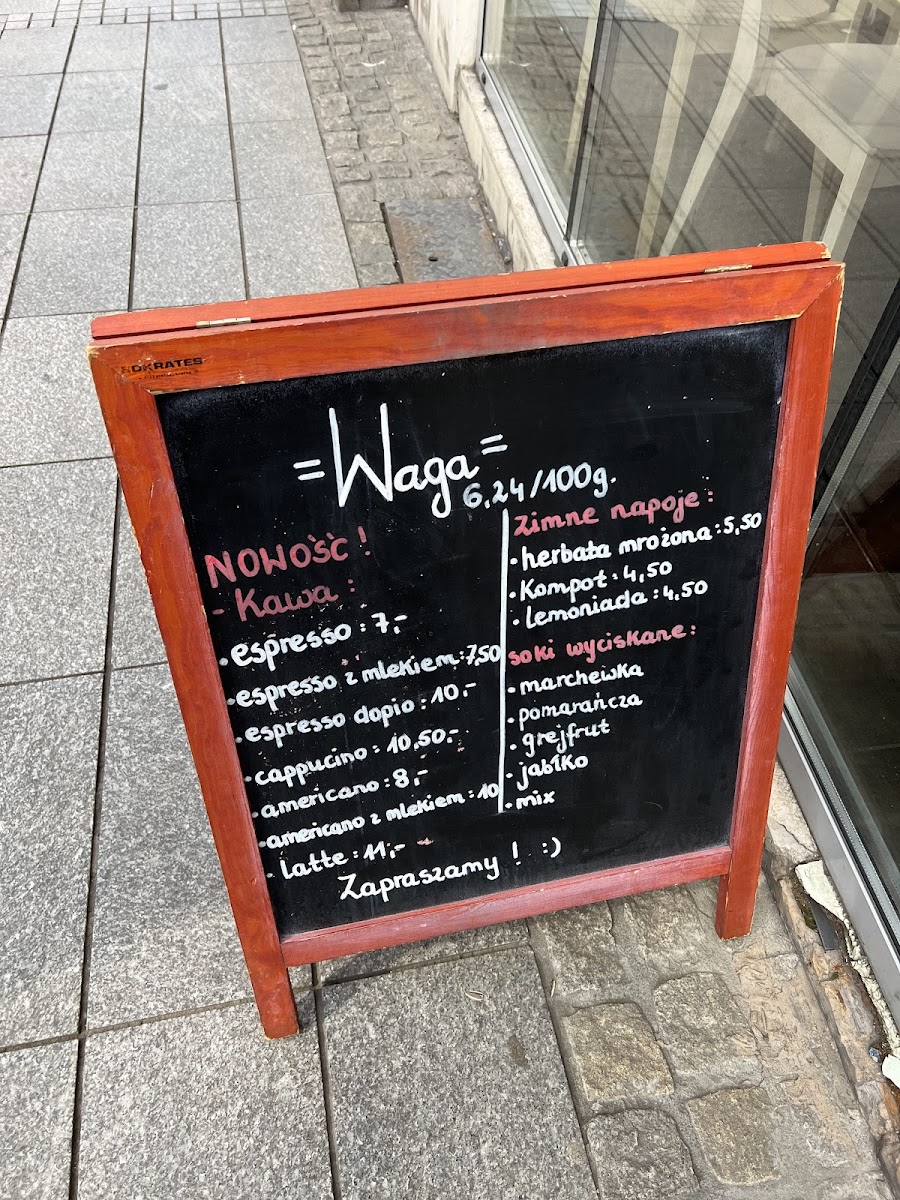 SOKRATES
=Waga=
6,24/100g.
NOWOŚĆ!
- Kawa:
• espresso: 7,-
• espresso z mlekiem: 7,50
• espresso dopio: 10.-
• cappucino: 10,50.-
• americano: 8,-
• americano z mlekiem: 10
• latte: 11,-
Zimne napoje:
• herbata mrożona: 5,50
• Kompot: 4,50
• Lemoniada: 4,50
soki wyciskane:
• marchewka
• pomarańcza
• grejfrut
• jabłko
• mix
Zapraszamy! :)